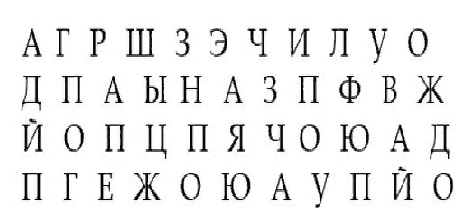 А Г Р Ш З Э Ч И Л У О
Д П А Ы Н А З П Ф В Ж
Й О П Ц П Я Ч О Ю А Д
П Г Е Ж О Ю А У П Й О